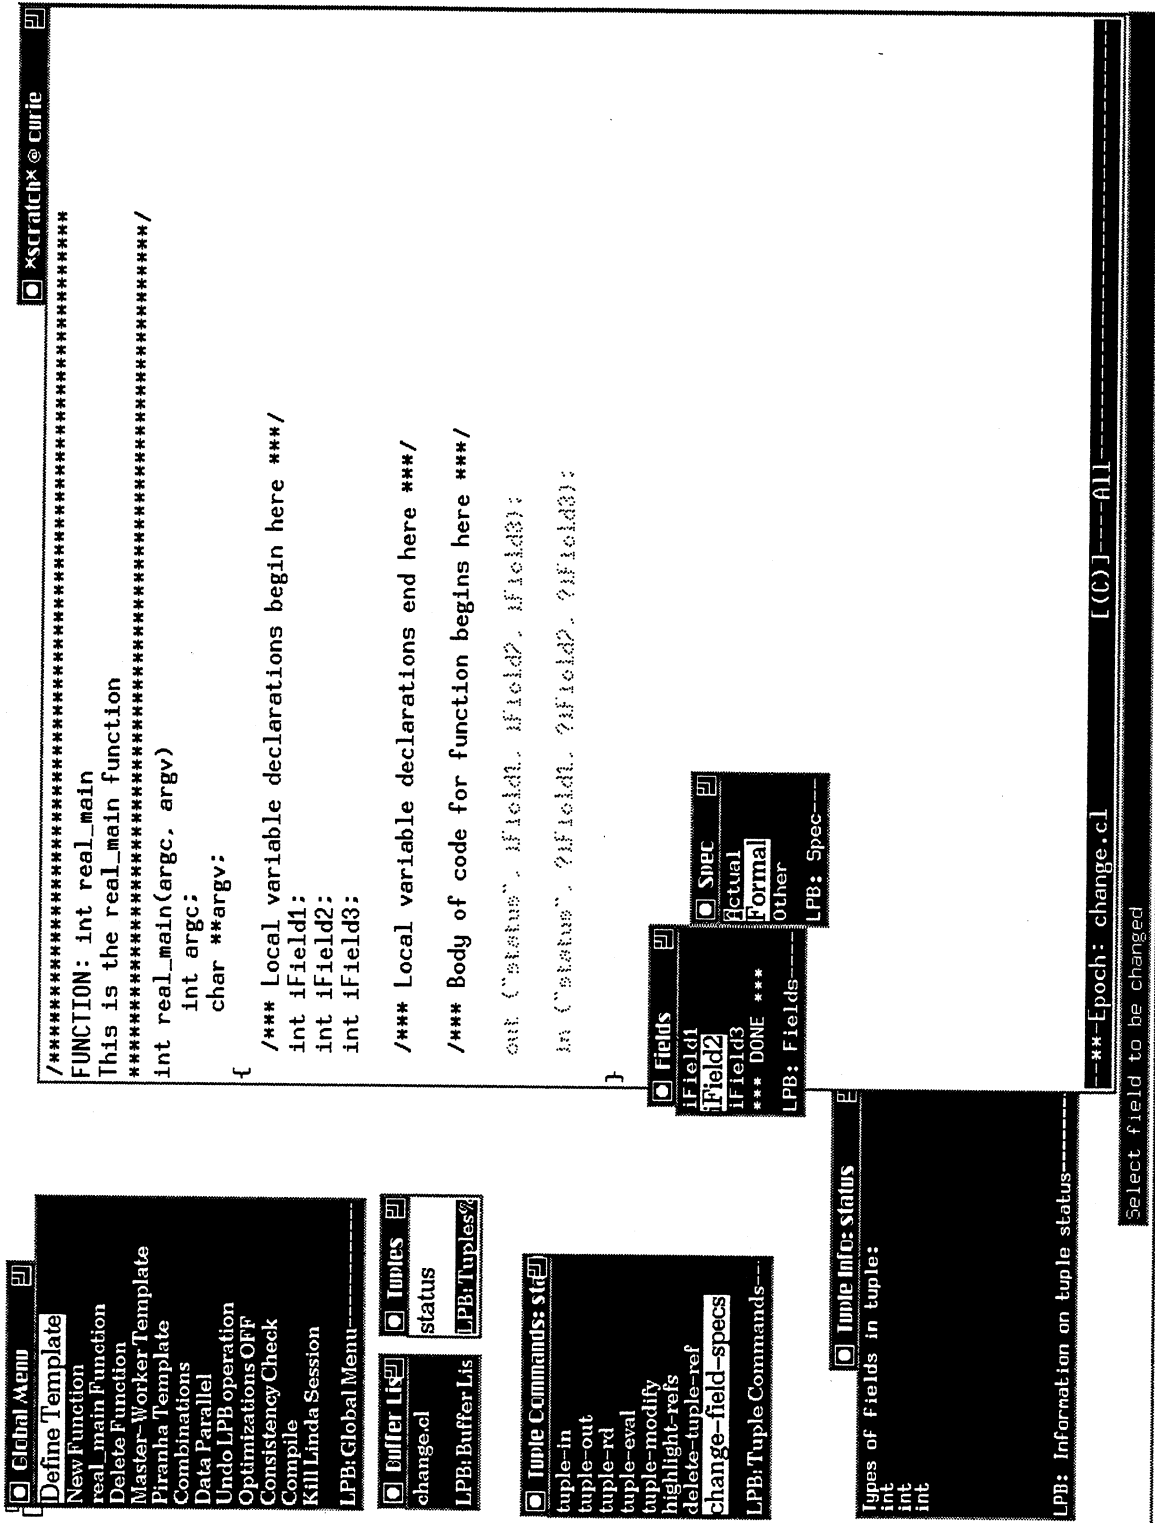 Global Menu
Define Template
New Function
real_main Function
Delete Function
Master-Worker Template
Piranha Template
Combinations
Data Parallel
Undo LPB operation
Optimizations OFF
Consistency Check
Compile
Kill Linda Session
LPB: Global Menu-----------
Buffer Lis
change.cl
LPB: Buffer Lis
Tuples
status
LPB: Tuples%
Tuple Commands: sta
tuple-in
tuple-out
tuple-rd
tuple-eval
tuple-modify
highlight-refs
delete-tuple-ref
change-field-specs
LPB: Tuple Commands---
Tuple Info: status
Types of fields in tuple:
int
int
int
LPB: Information on tuple status---------
*scratch* @ curie
/*********************************************************************
FUNCTION: int real_main
This is the real_main function
*********************************************************************/
int real_main(argc, argv)
int argc;
char **argv;
{
/*** Local variable declarations begin here ***/
int iField1;
int iField2;
int iField3;
/*** Local variable declarations end here ***/
/*** Body of code for function begins here ***/
out ("status", iField1, iField2, iField3);
in ("status", ?iField1, ?iField2, ?iField3);
}
Fields
iField1
iField2
iField3
*** DONE ***
LPB: Fields----
Spec
Actual
Formal
Other
LPB: Spec----
--**-Epoch: change.cl [(C)]----All--------------------------------
Select field to be changed